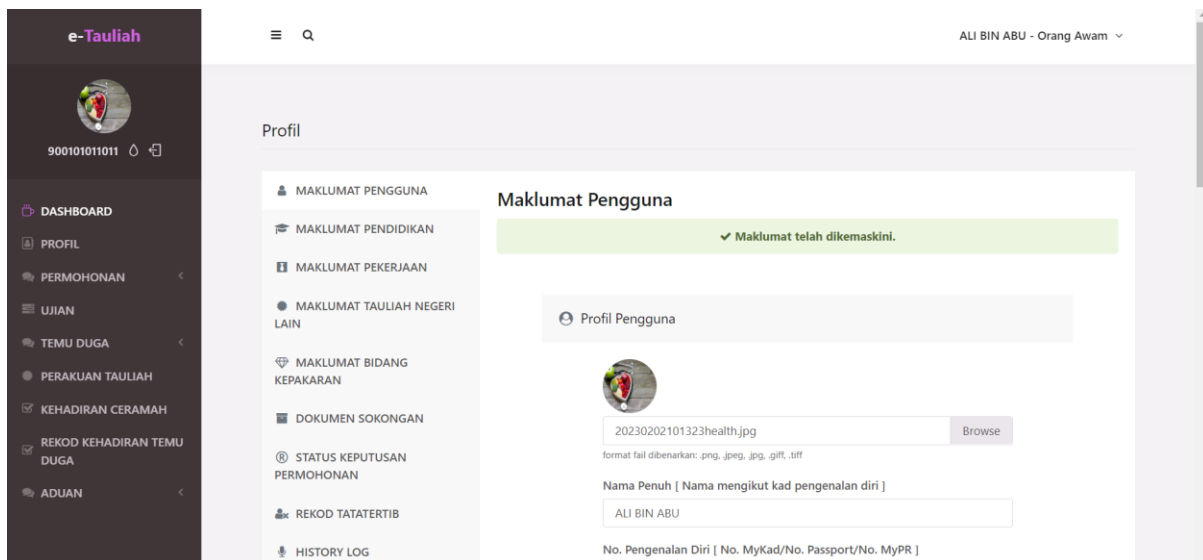 e-Tauliah
ALI BIN ABU - Orang Awam
900101011011
DASHBOARD
PROFIL
PERMOHONAN
UJIAN
TEMU DUGA
PERAKUAN TAULIAH
KEHADIRAN CERAMAH
REKOD KEHADIRAN TEMU
DUGA
ADUAN
Profil
MAKLUMAT PENGGUNA
MAKLUMAT PENDIDIKAN
MAKLUMAT PEKERJAAN
MAKLUMAT TAULIAH NEGERI
LAIN
MAKLUMAT BIDANG
KEPAKARAN
DOKUMEN SOKONGAN
STATUS KEPUTUSAN
PERMOHONAN
REKOD TATATERTIB
HISTORY LOG
Maklumat Pengguna
Maklumat telah dikemaskini.
Profil Pengguna
20230202101323health.jpg
Browse
format fail dibenarkan: .png, .jpeg, .jpg, .giff, .tiff
Nama Penuh [ Nama mengikut kad pengenalan diri ]
ALI BIN ABU
No. Pengenalan Diri [ No. MyKad/No. Passport/No. MyPR ]